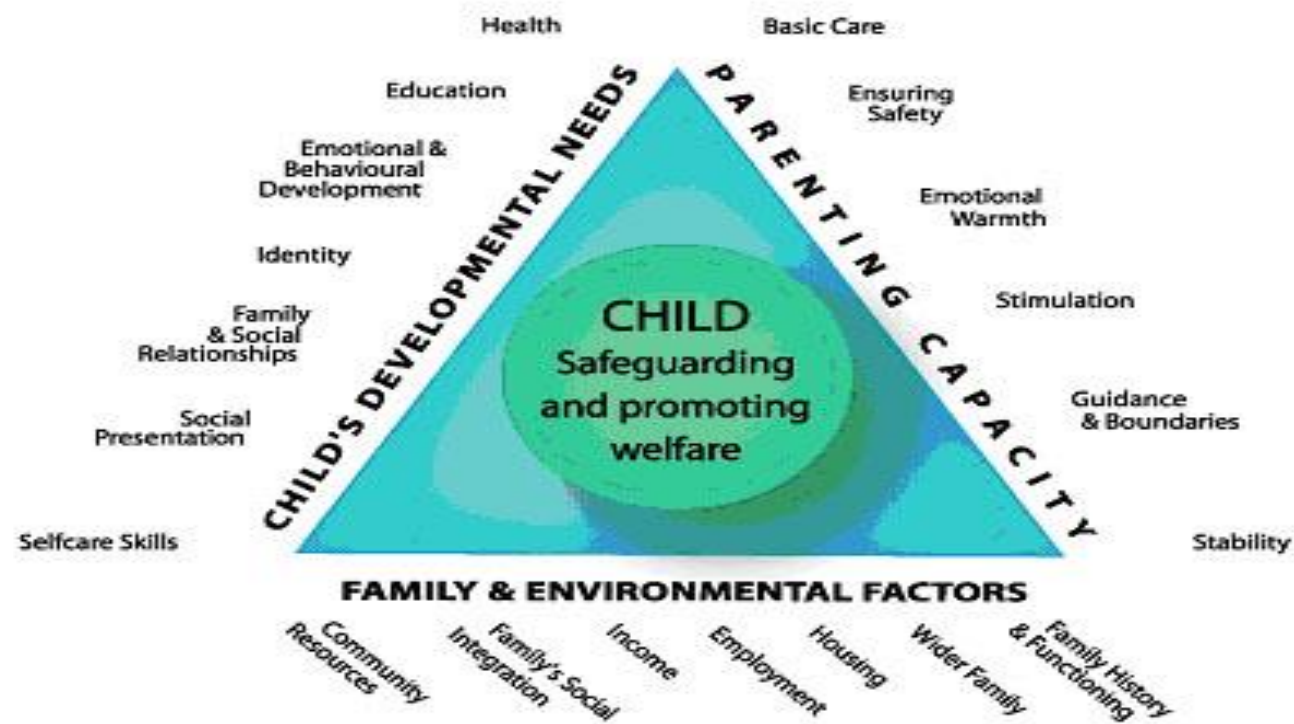 Health
Education
Emotional &
Behavioural
Development
Identity
Family
& Social
Relationships
Social
Presentation
Selfcare Skills
CHILD'S DEVELOPMENTAL NEEDS
CHILD
Safeguarding
and promoting
welfare
PARENTING CAPACITY
Basic Care
Ensuring
Safety
Emotional
Warmth
Stimulation
Guidance
& Boundaries
Stability
FAMILY & ENVIRONMENTAL FACTORS
Community
Resources
Family's Social
Integration
Income
Employment
Housing
Wider Family
Family History
& Functioning